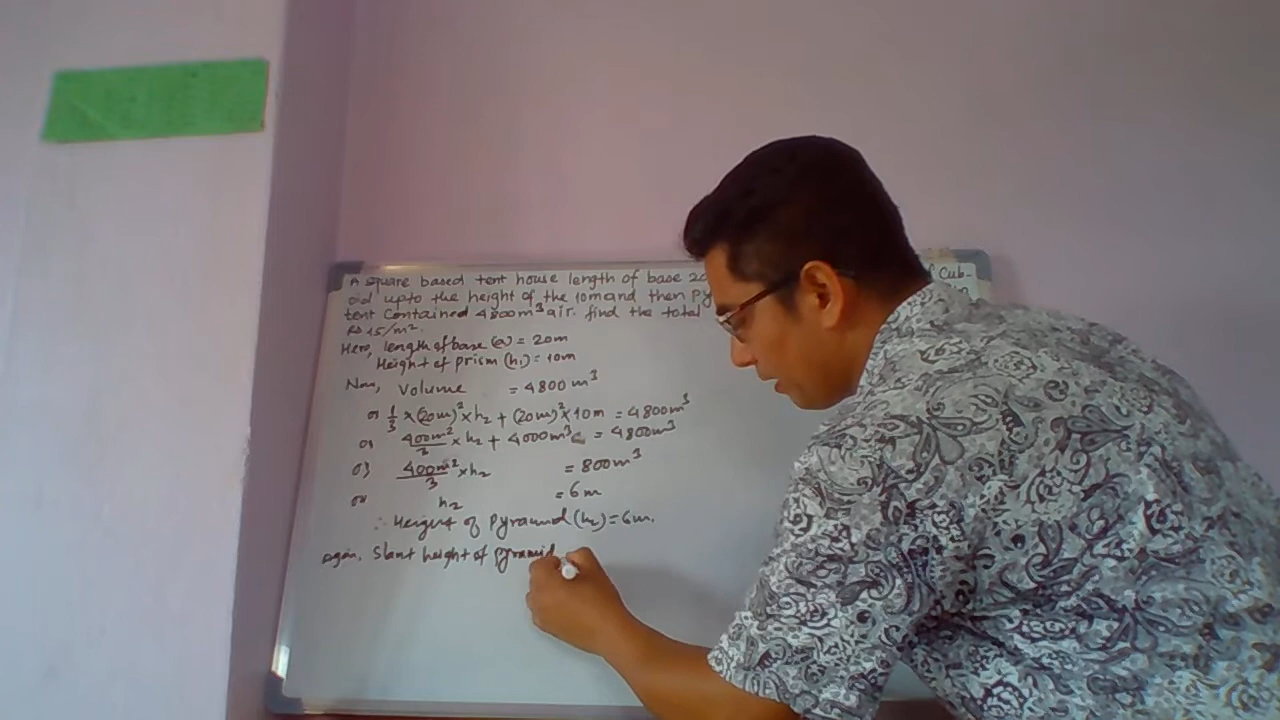 A square based tent house length of base 20 Cub-
oid upto the height of the 10m and then Py
tent contained 4800m³ air. find the total
Rs 15/m².
Here, length of base (a) = 20m
Height of prism (h₁) = 10m
Now, Volume = 4800 m³
or 1/3 × (20m)² × h₂ + (20m)² × 10m = 4800m³
or 400m²/3 × h₂ + 4000m³ = 4800m³
or 400m²/3 × h₂ = 800m³
or h₂ = 6m
∴ Height of Pyramid (h₂) = 6m.
Again, Slant height of Pyramid